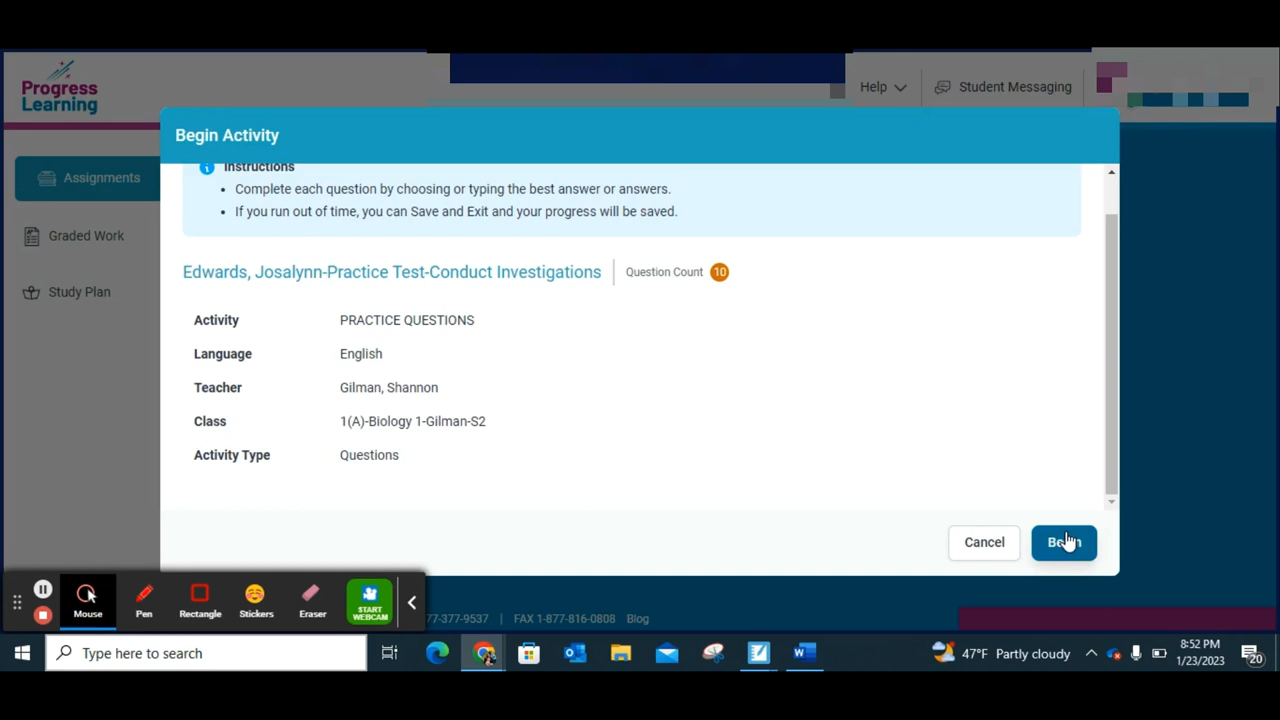 Progress
Learning
Help
Student Messaging
Begin Activity
Assignments
Instructions
Complete each question by choosing or typing the best answer or answers.
If you run out of time, you can Save and Exit and your progress will be saved.
Graded Work
Edwards, Josalynn-Practice Test-Conduct Investigations
Question Count 10
Study Plan
Activity PRACTICE QUESTIONS
Language English
Teacher Gilman, Shannon
Class 1(A)-Biology 1-Gilman-S2
Activity Type Questions
Cancel
Mouse
Pen
Rectangle
Stickers
Eraser
START
WEBCAM
77-377-9537 | FAX 1-877-816-0808 Blog
Type here to search
47°F Partly cloudy
8:52 PM
1/23/2023
20